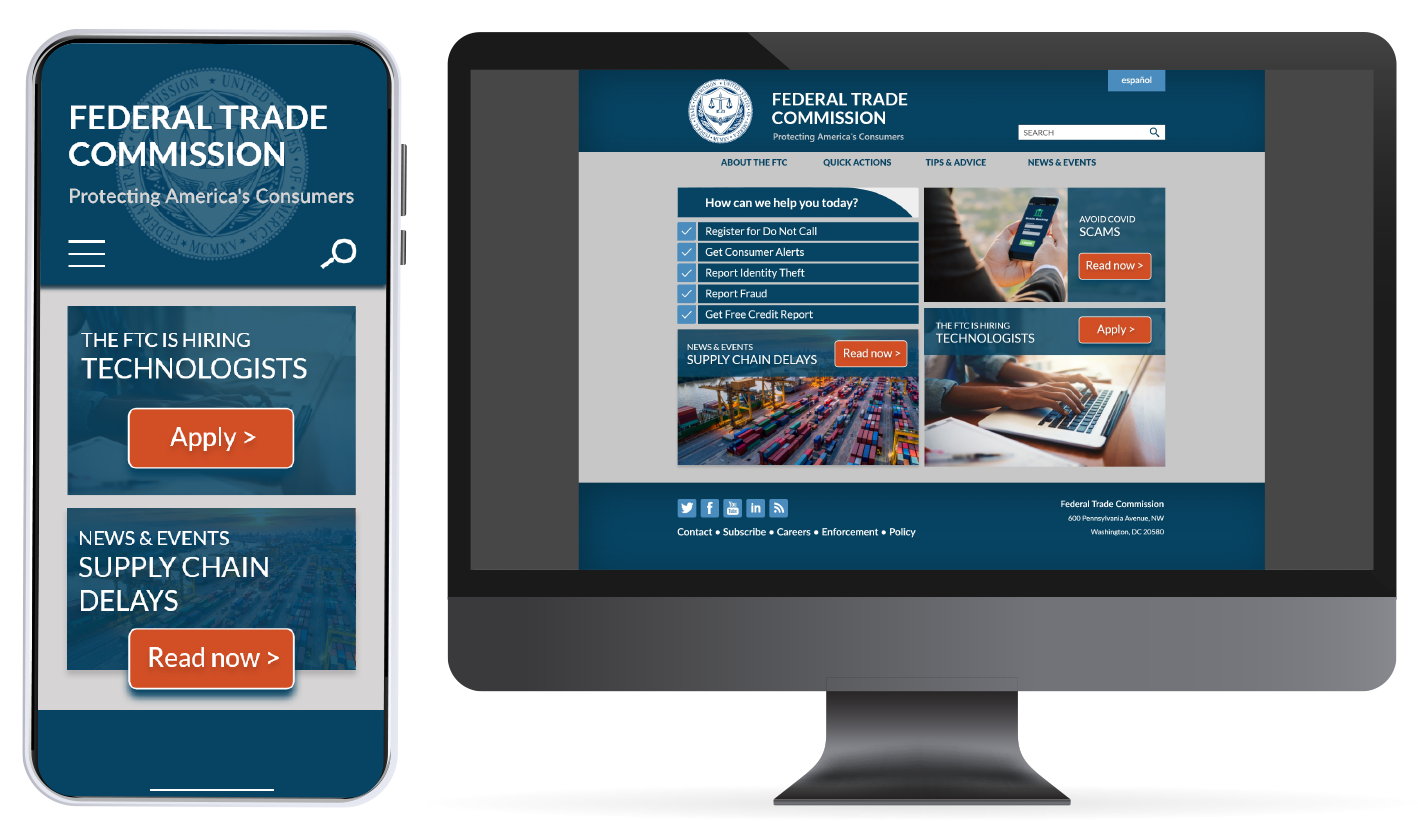 FEDERAL TRADE
COMMISSION
Protecting America's Consumers
MCMXV
THE FTC IS HIRING
TECHNOLOGISTS
Apply >
NEWS & EVENTS
SUPPLY CHAIN
DELAYS
Read now >
español
FEDERAL TRADE
COMMISSION
Protecting America's Consumers
SEARCH
ABOUT THE FTC QUICK ACTIONS TIPS & ADVICE NEWS & EVENTS
How can we help you today?
Register for Do Not Call
Get Consumer Alerts
Report Identity Theft
Report Fraud
Get Free Credit Report
NEWS & EVENTS
SUPPLY CHAIN DELAYS
Read now >
AVOID COVID
SCAMS
Read now >
THE FTC IS HIRING
TECHNOLOGISTS
Apply >
You
Tube
Contact • Subscribe • Careers • Enforcement • Policy
Federal Trade Commission
600 Pennsylvania Avenue, NW
Washington, DC 20580